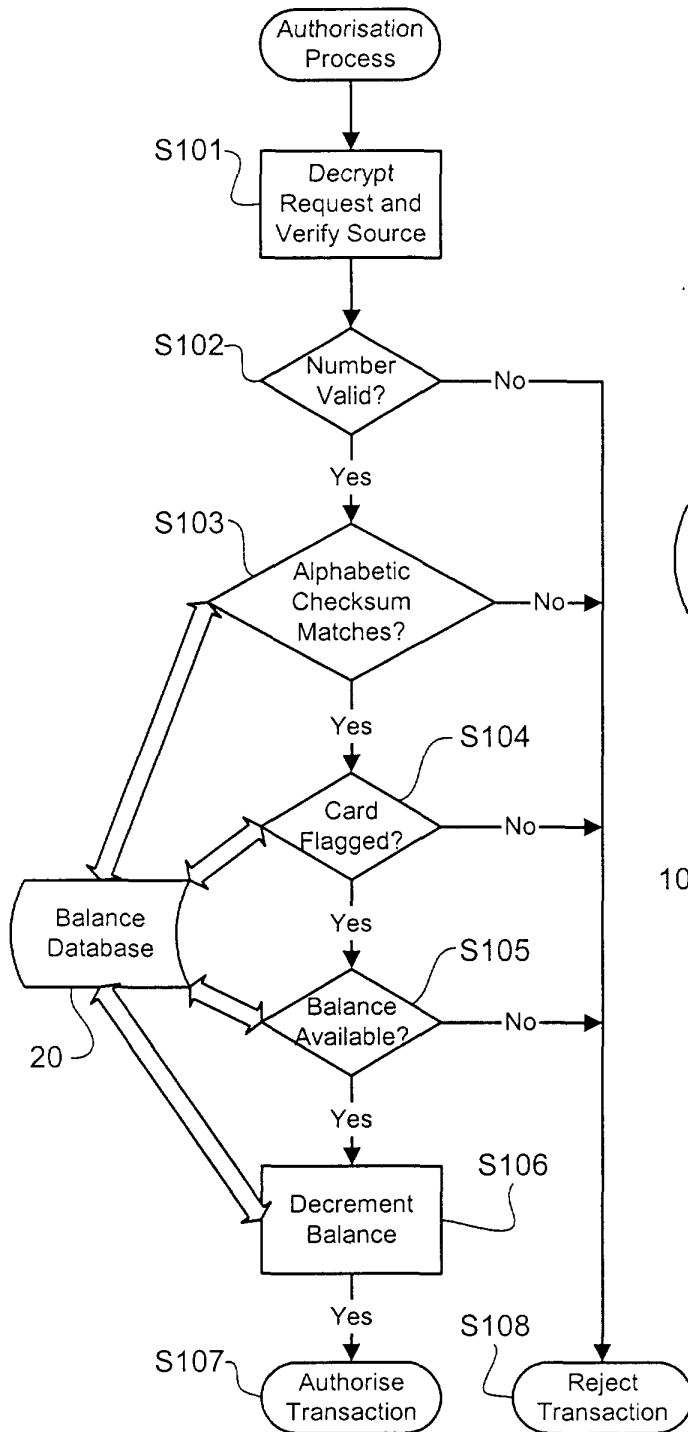 Authorisation
Process
S101
Decrypt
Request and
Verify Source
S102
Number
Valid?
No
Yes
S103
Alphabetic
Checksum
Matches?
No
Yes
S104
Card
Flagged?
No
Yes
Balance
Database
20
10
S105
Balance
Available?
No
Yes
S106
Decrement
Balance
Yes
S107
Authorise
Transaction
S108
Reject
Transaction